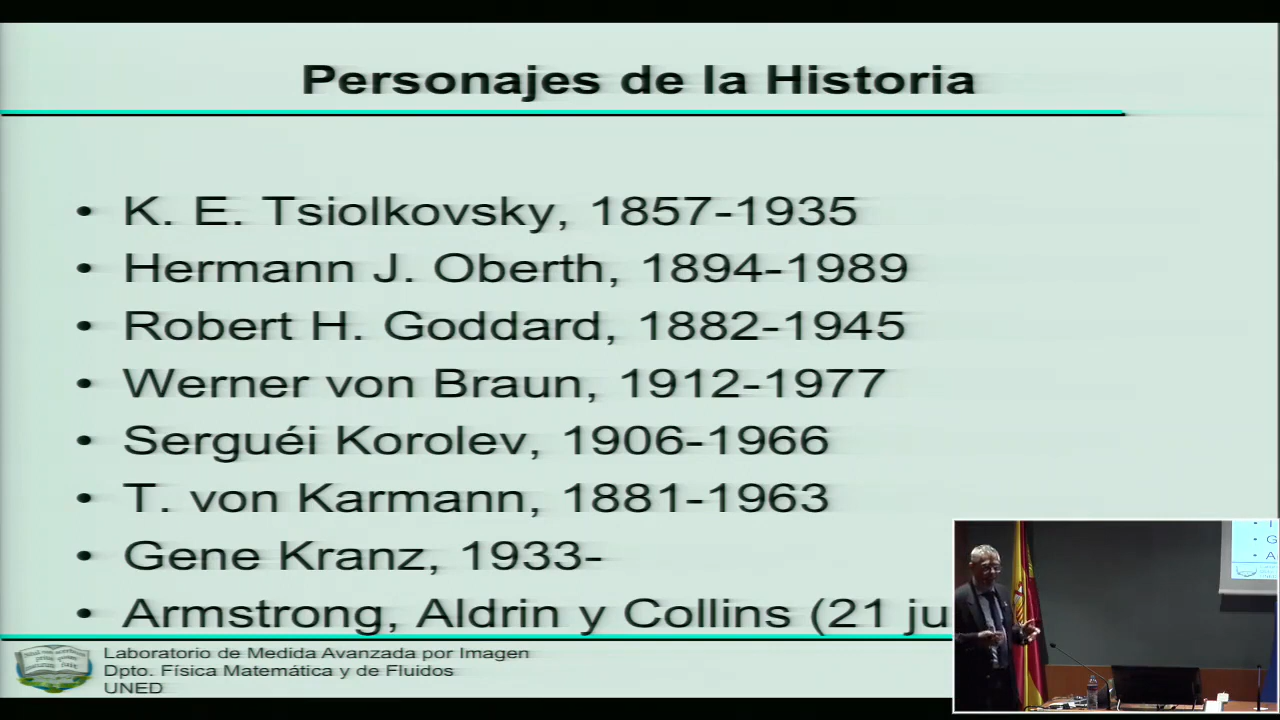 Personajes de la Historia
• K. E. Tsiolkovsky, 1857-1935
• Hermann J. Oberth, 1894-1989
• Robert H. Goddard, 1882-1945
• Werner von Braun, 1912-1977
• Serguéi Korolev, 1906-1966
• T. von Karmann, 1881-1963
• Gene Kranz, 1933-
• Armstrong, Aldrin y Collins (21 ju
Laboratorio de Medida Avanzada por Imagen
Dpto. Física Matemática y de Fluidos
UNED